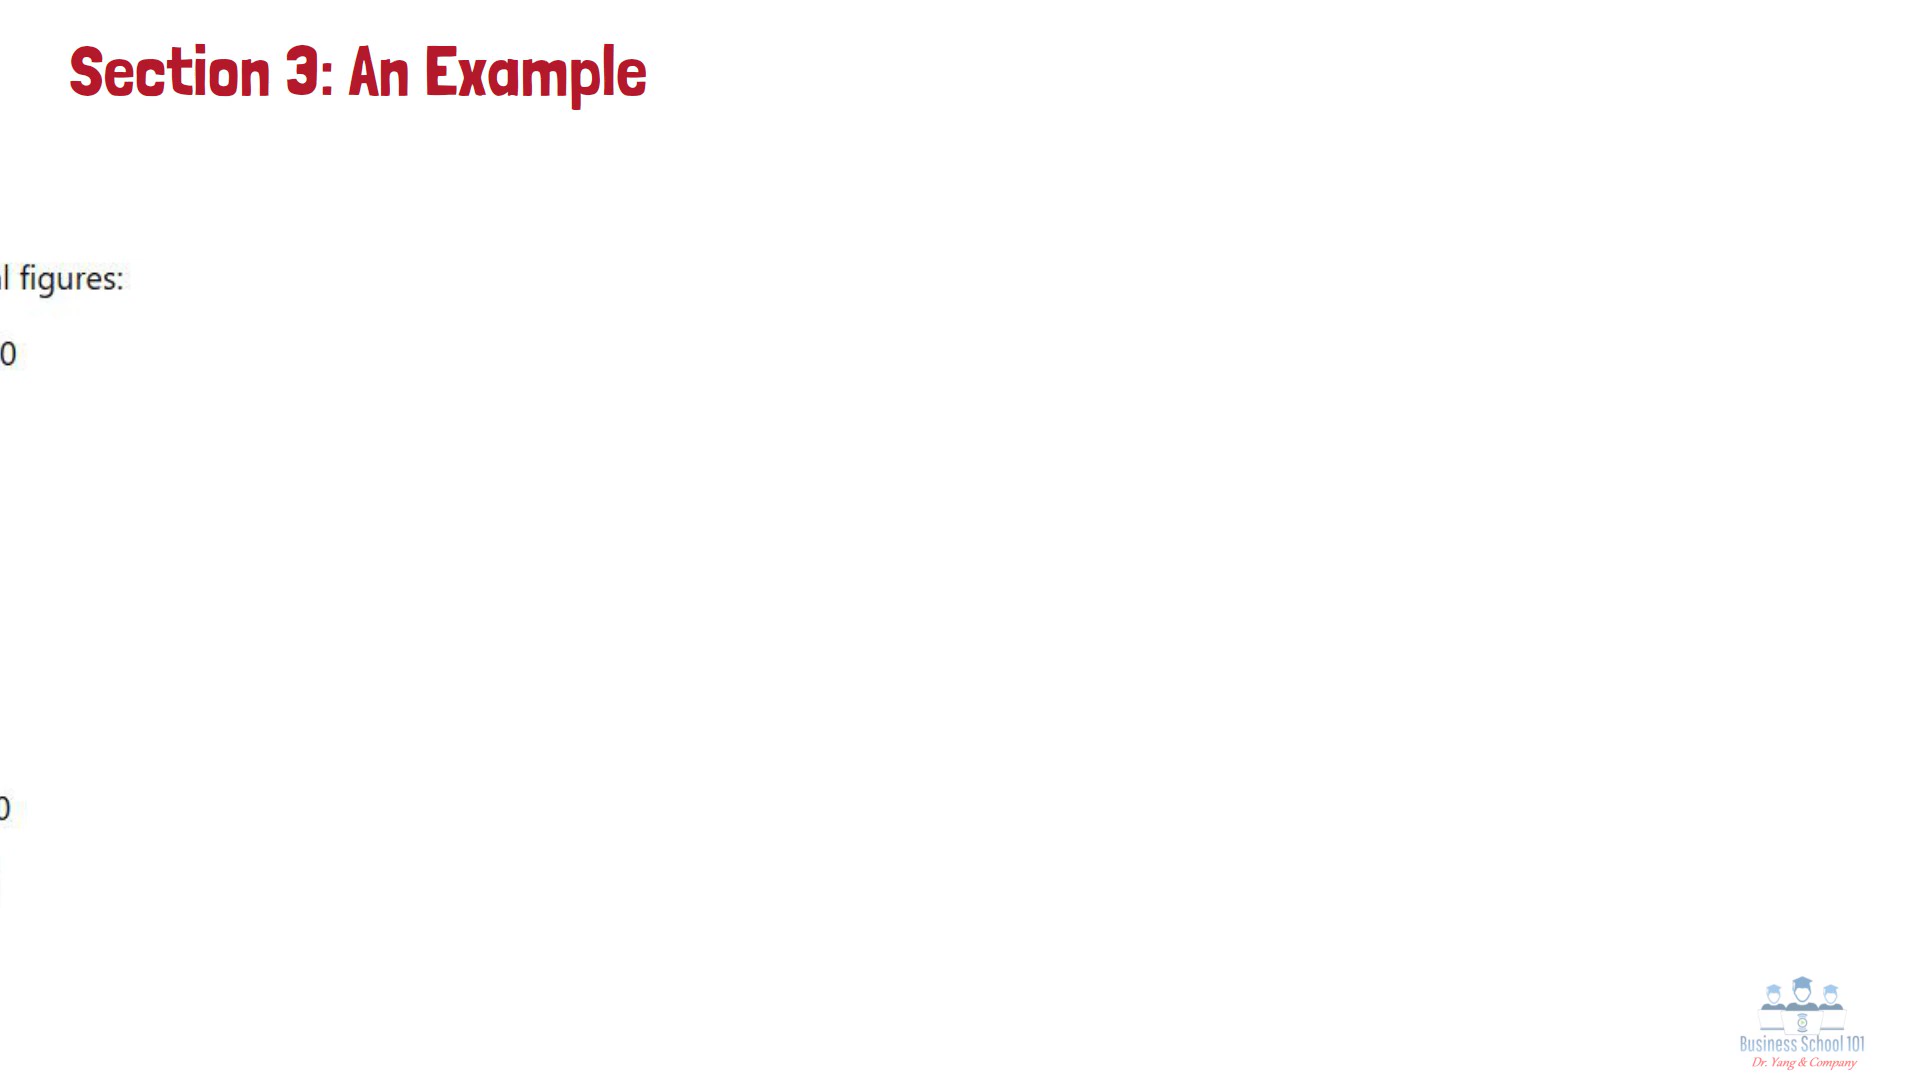 Section 3: An Example
l figures:
0
0
Business School 101
Dr. Yang & Company